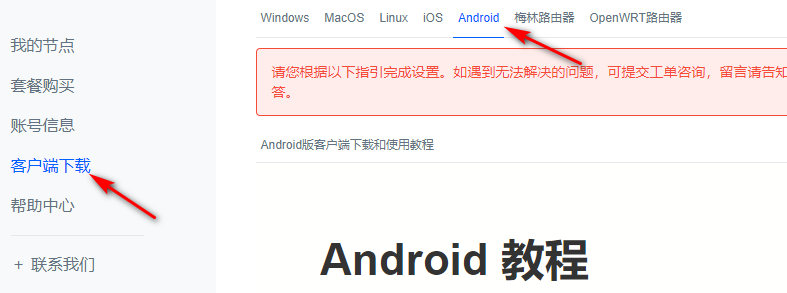 Windows MacOS Linux iOS Android 梅林路由器 OpenWRT路由器
我的节点
套餐购买
账号信息
客户端下载
帮助中心
+ 联系我们
请您根据以下指引完成设置。如遇到无法解决的问题，可提交工单咨询，留言请告知
答。
Android版客户端下载和使用教程
Android 教程